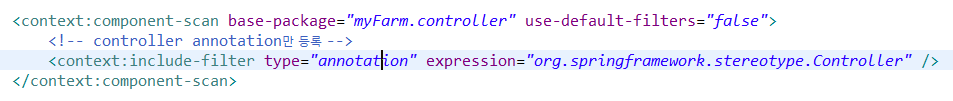 <context:component-scan base-package="myFarm.controller" use-default-filters="false">
<!-- controller annotation만 등록 -->
<context:include-filter type="annotation" expression="org.springframework.stereotype.Controller" />
</context:component-scan>